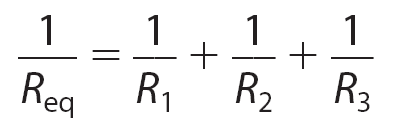 1/R_eq = 1/R_1 + 1/R_2 + 1/R_3